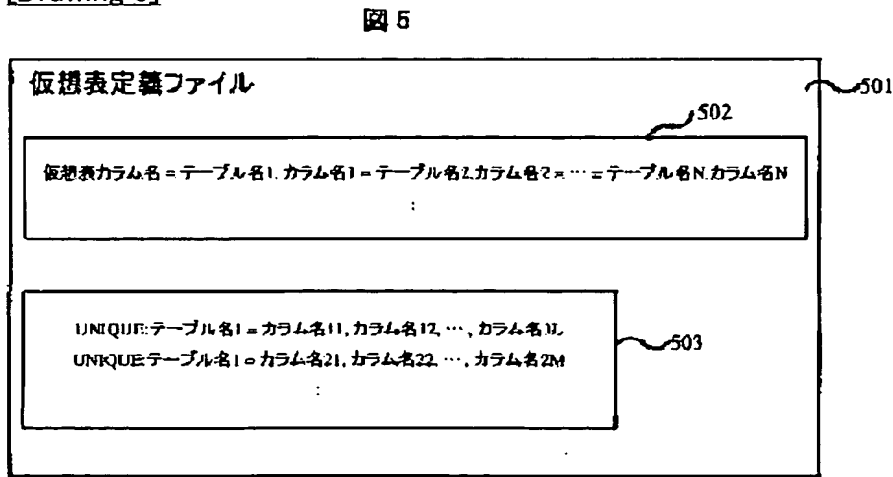 図 5
仮想表定義ファイル
501
502
仮想表カラム名 = テーブル名1.カラム名1 = テーブル名2.カラム名2 = … = テーブル名N.カラム名N
:
UNIQUE:テーブル名1 = カラム名11, カラム名12, …, カラム名1L
UNIQUE:テーブル名1 = カラム名21, カラム名22, …, カラム名2M
503
: